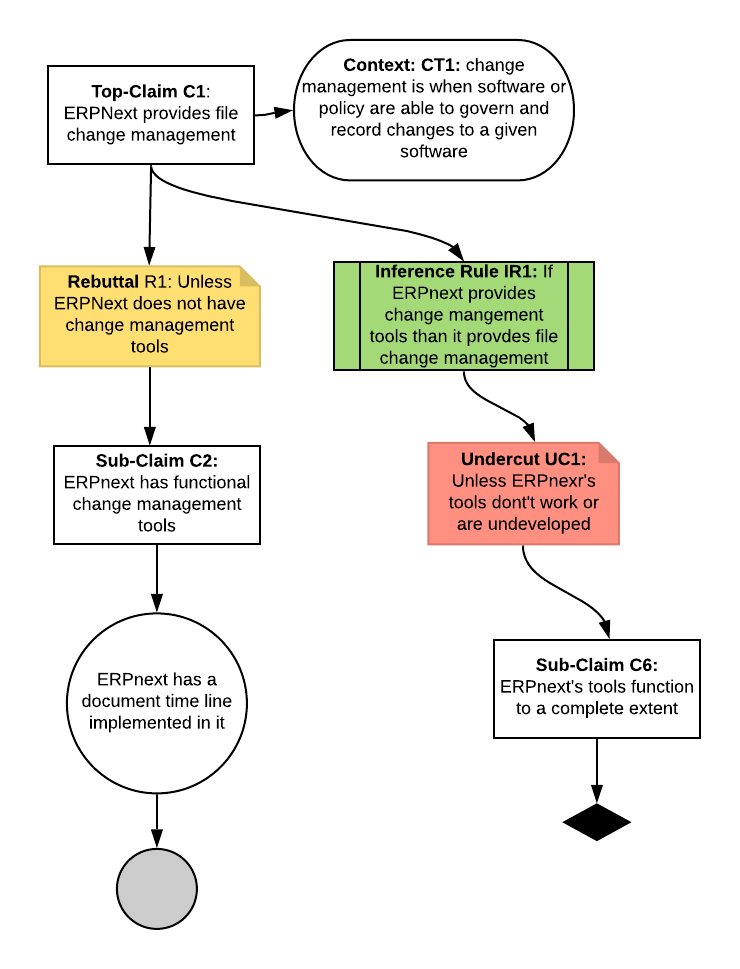 Top-Claim C1:
ERPNext provides file
change management
Context: CT1: change
management is when software or
policy are able to govern and
record changes to a given
software
Rebuttal R1: Unless
ERPNext does not have
change management
tools
Inference Rule IR1: If
ERPnext provides
change mangement
tools than it provdes file
change management
Sub-Claim C2:
ERPnext has functional
change management
tools
Undercut UC1:
Unless ERPnexr's
tools dont't work or
are undeveloped
ERPnext has a
document time line
implemented in it
Sub-Claim C6:
ERPnext's tools function
to a complete extent